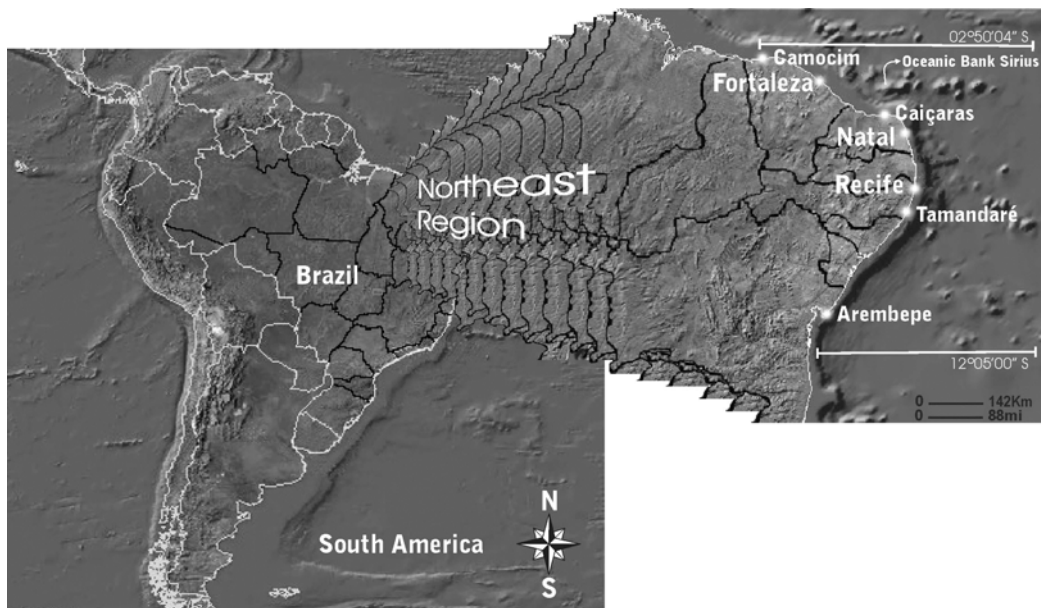 02°50'04" S
Camocim
Oceanic Bank Sirius
Fortaleza
Caiçaras
Natal
Northeast
Region
Recife
Tamandaré
Brazil
Arembepe
12°05'00" S
0 142Km
0 88mi
N
South America
S